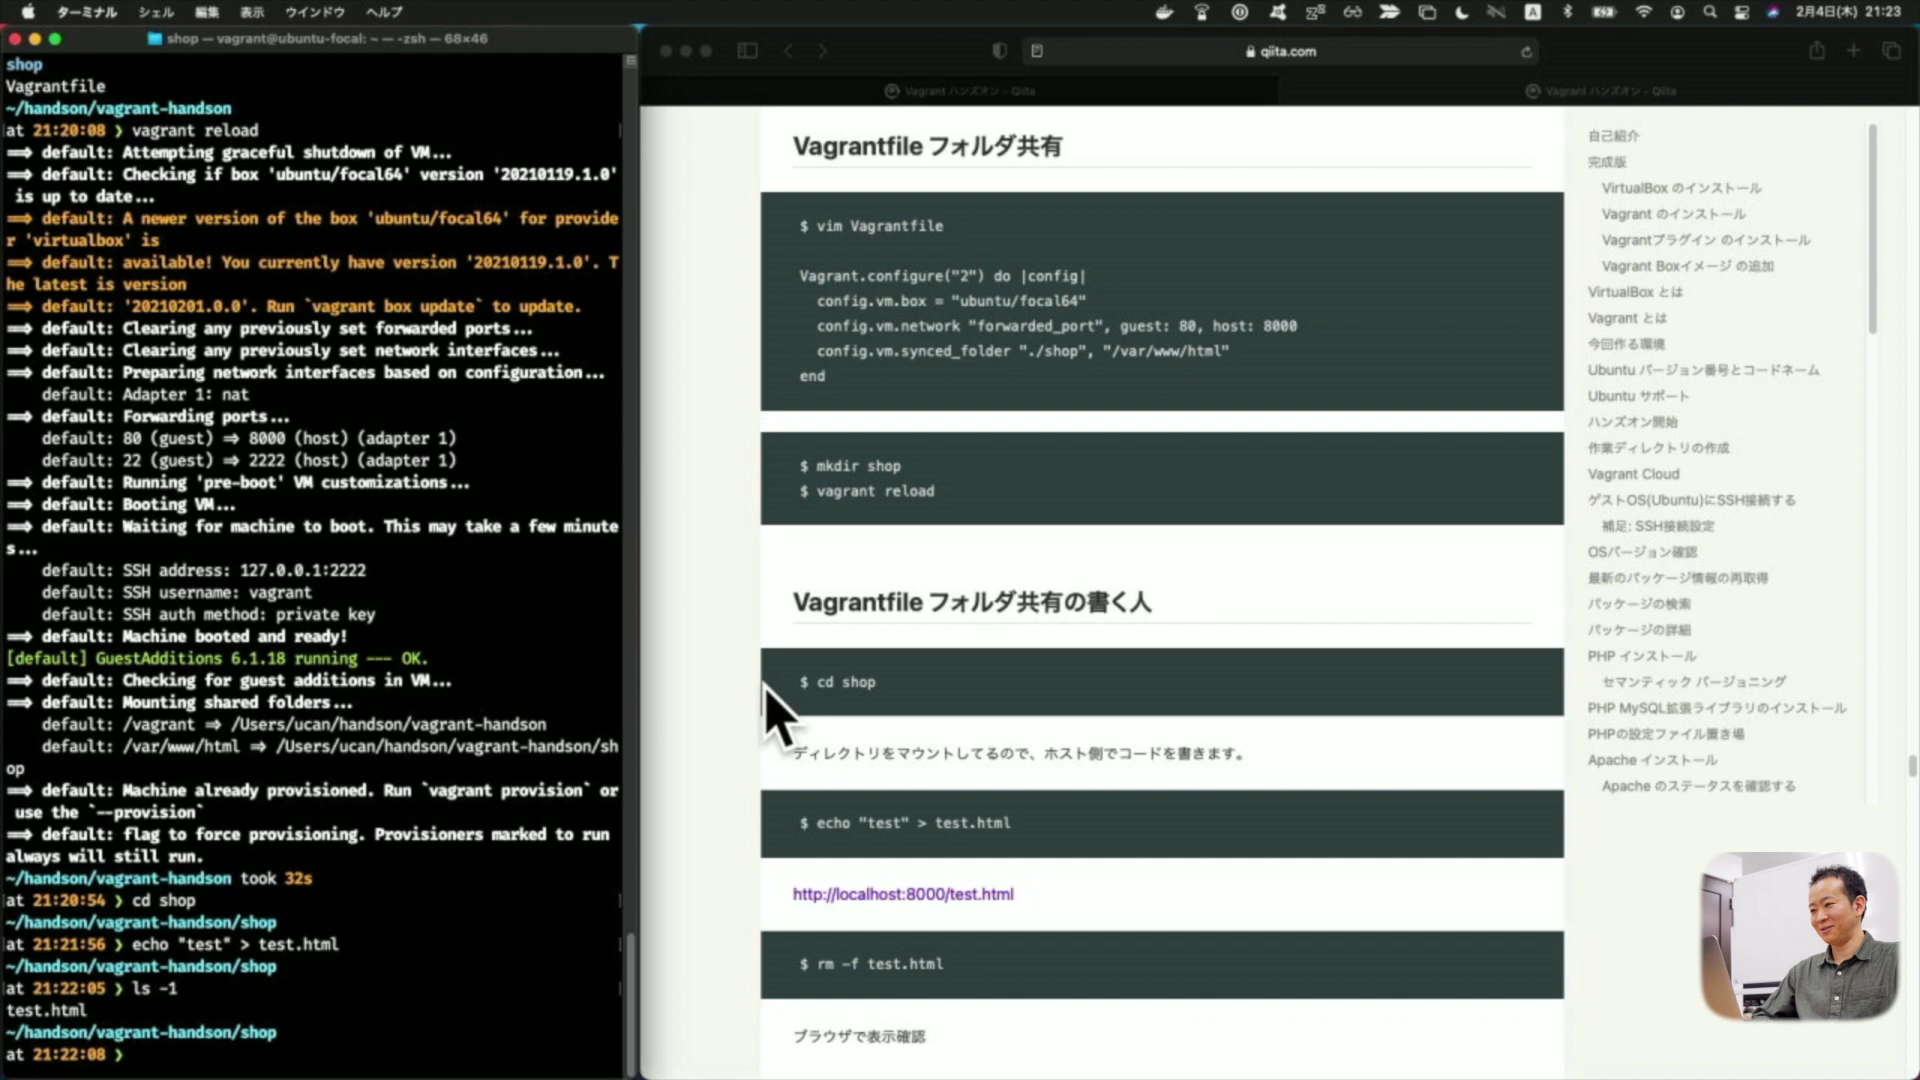 ターミナル シェル 編集 表示 ウインドウ ヘルプ
A
2月4日(木) 21:23
shop — vagrant@ubuntu-focal: ~ — -zsh — 68×46
shop
Vagrantfile
~/handson/vagrant-handson
at 21:20:08 ❯ vagrant reload
==> default: Attempting graceful shutdown of VM...
==> default: Checking if box 'ubuntu/focal64' version '20210119.1.0'
is up to date...
==> default: A newer version of the box 'ubuntu/focal64' for provide
r 'virtualbox' is
==> default: available! You currently have version '20210119.1.0'. T
he latest is version
==> default: '20210201.0.0'. Run `vagrant box update` to update.
==> default: Clearing any previously set forwarded ports...
==> default: Clearing any previously set network interfaces...
==> default: Preparing network interfaces based on configuration...
default: Adapter 1: nat
==> default: Forwarding ports...
default: 80 (guest) => 8000 (host) (adapter 1)
default: 22 (guest) => 2222 (host) (adapter 1)
==> default: Running 'pre-boot' VM customizations...
==> default: Booting VM...
==> default: Waiting for machine to boot. This may take a few minute
s...
default: SSH address: 127.0.0.1:2222
default: SSH username: vagrant
default: SSH auth method: private key
==> default: Machine booted and ready!
[default] GuestAdditions 6.1.18 running --- OK.
==> default: Checking for guest additions in VM...
==> default: Mounting shared folders...
default: /vagrant => /Users/ucan/handson/vagrant-handson
default: /var/www/html => /Users/ucan/handson/vagrant-handson/sh
op
==> default: Machine already provisioned. Run `vagrant provision` or
use the `--provision`
==> default: flag to force provisioning. Provisioners marked to run
always will still run.
~/handson/vagrant-handson took 32s
at 21:20:54 ❯ cd shop
~/handson/vagrant-handson/shop
at 21:21:56 ❯ echo "test" > test.html
~/handson/vagrant-handson/shop
at 21:22:05 ❯ ls -1
test.html
~/handson/vagrant-handson/shop
at 21:22:08 ❯
qiita.com
Vagrant ハンズオン - Qiita
Vagrant ハンズオン - Qiita
Vagrantfile フォルダ共有
$ vim Vagrantfile
Vagrant.configure("2") do |config|
config.vm.box = "ubuntu/focal64"
config.vm.network "forwarded_port", guest: 80, host: 8000
config.vm.synced_folder "./shop", "/var/www/html"
end
$ mkdir shop
$ vagrant reload
Vagrantfile フォルダ共有の書く人
$ cd shop
ディレクトリをマウントしてるので、ホスト側でコードを書きます。
$ echo "test" > test.html
http://localhost:8000/test.html
$ rm -f test.html
ブラウザで表示確認
自己紹介
完成版
VirtualBox のインストール
Vagrant のインストール
Vagrantプラグイン のインストール
Vagrant Boxイメージ の追加
VirtualBox とは
Vagrant とは
今回作る環境
Ubuntu バージョン番号とコードネーム
Ubuntu サポート
ハンズオン開始
作業ディレクトリの作成
Vagrant Cloud
ゲストOS(Ubuntu)にSSH接続する
補足: SSH接続設定
OSバージョン確認
最新のパッケージ情報の再取得
パッケージの検索
パッケージの詳細
PHP インストール
セマンティック バージョニング
PHP MySQL拡張ライブラリのインストール
PHPの設定ファイル置き場
Apache インストール
Apache のステータスを確認する